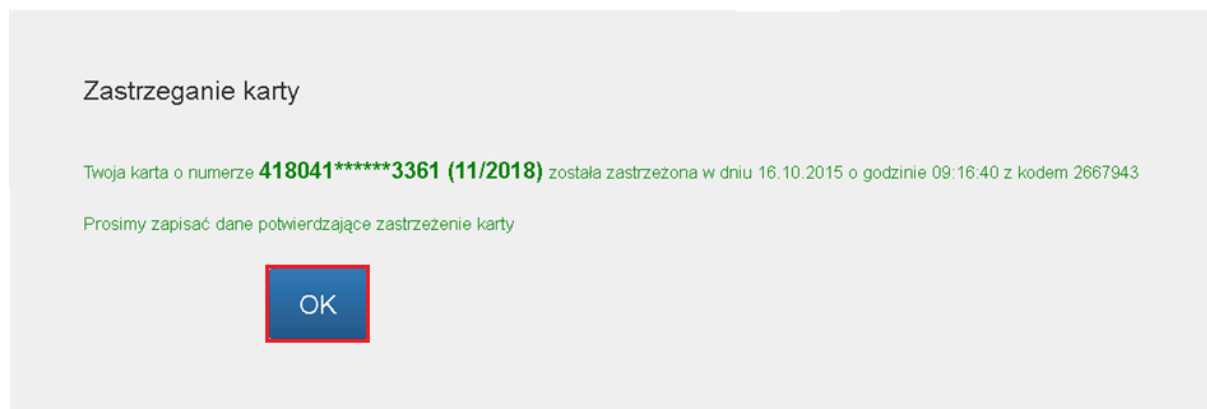 Zastrzeganie karty
Twoja karta o numerze 418041******3361 (11/2018) została zastrzeżona w dniu 16.10.2015 o godzinie 09:16:40 z kodem 2667943
Prosimy zapisać dane potwierdzające zastrzeżenie karty
OK